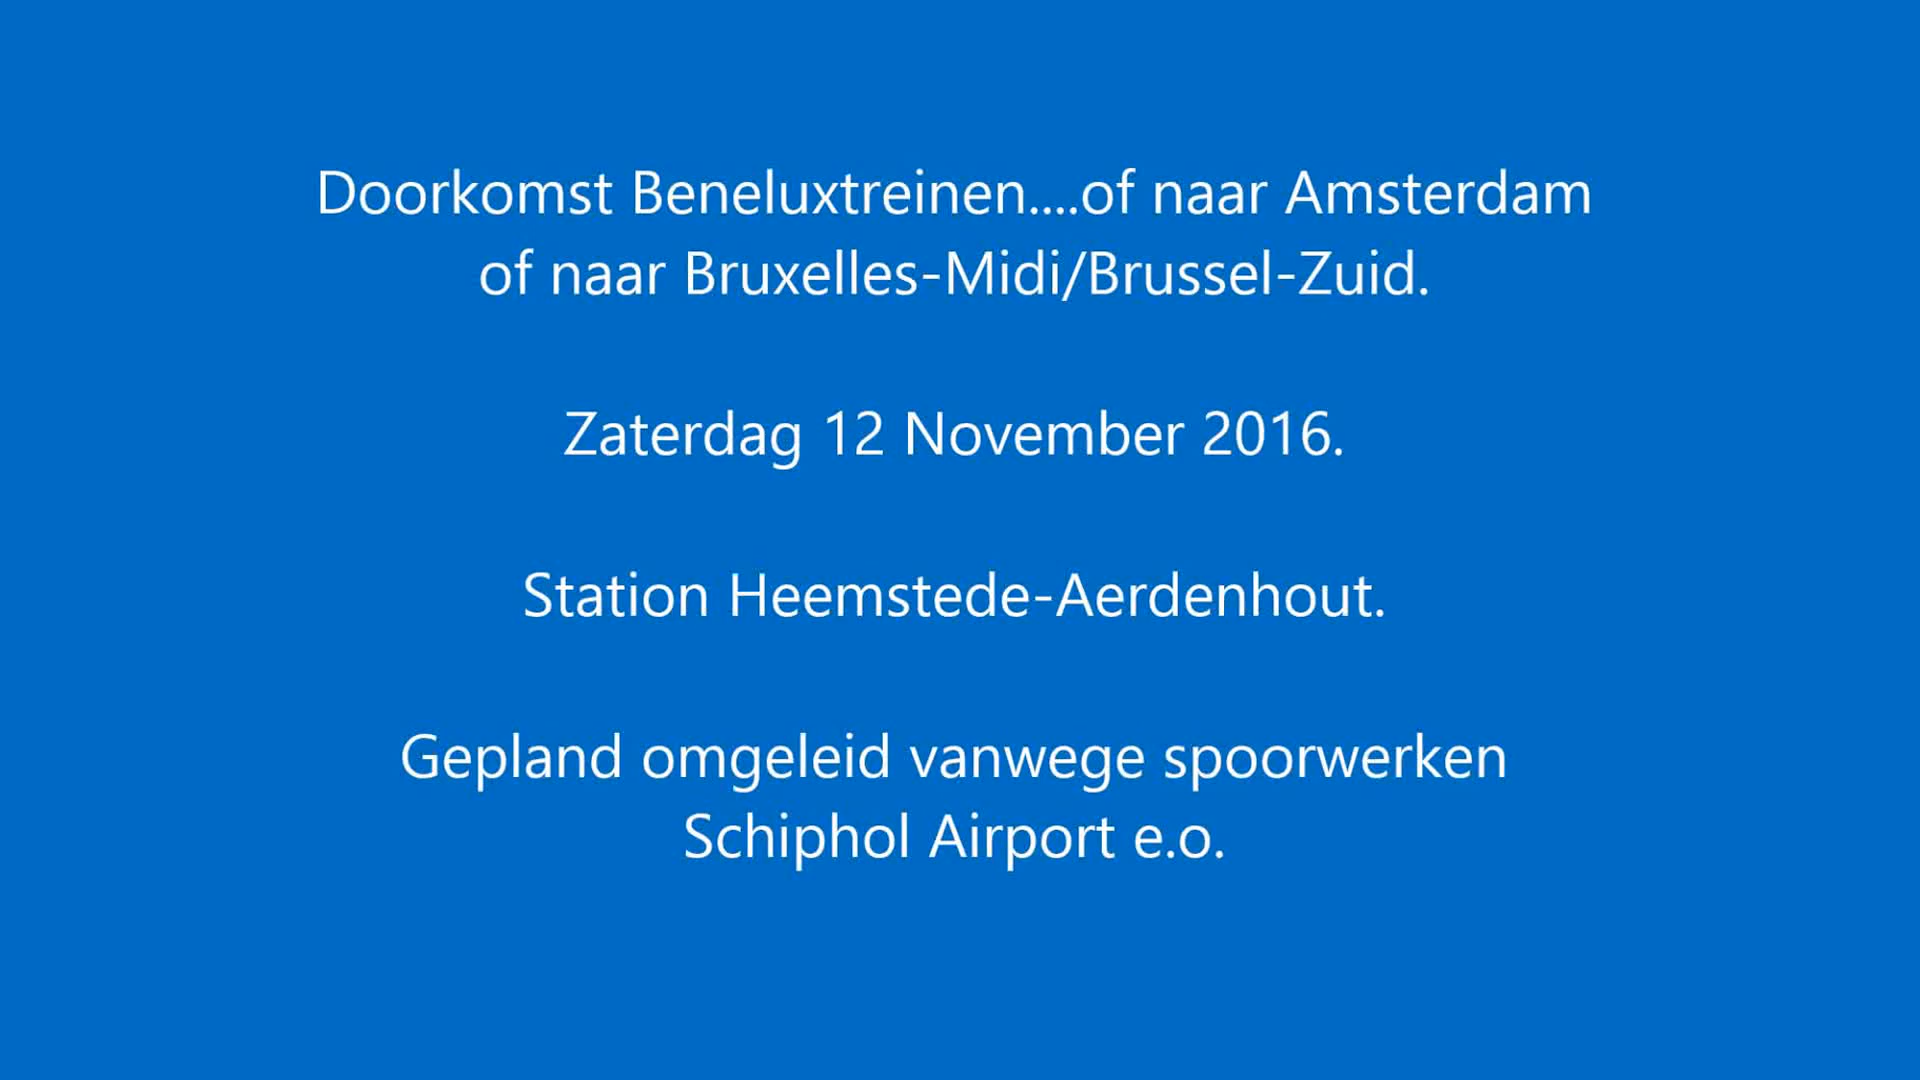 Doorkomst Beneluxtreinen....of naar Amsterdam
of naar Bruxelles-Midi/Brussel-Zuid.
Zaterdag 12 November 2016.
Station Heemstede-Aerdenhout.
Gepland omgeleid vanwege spoorwerken
Schiphol Airport e.o.